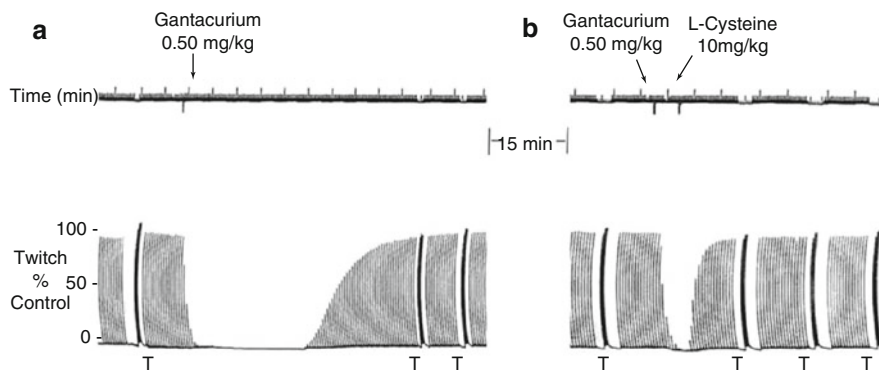 a
Gantacurium
0.50 mg/kg
Time (min)
15 min
b
Gantacurium
0.50 mg/kg
L-Cysteine
10mg/kg
100 -
50 -
0 -
Twitch
%
Control
T
T
T
T
T
T
T